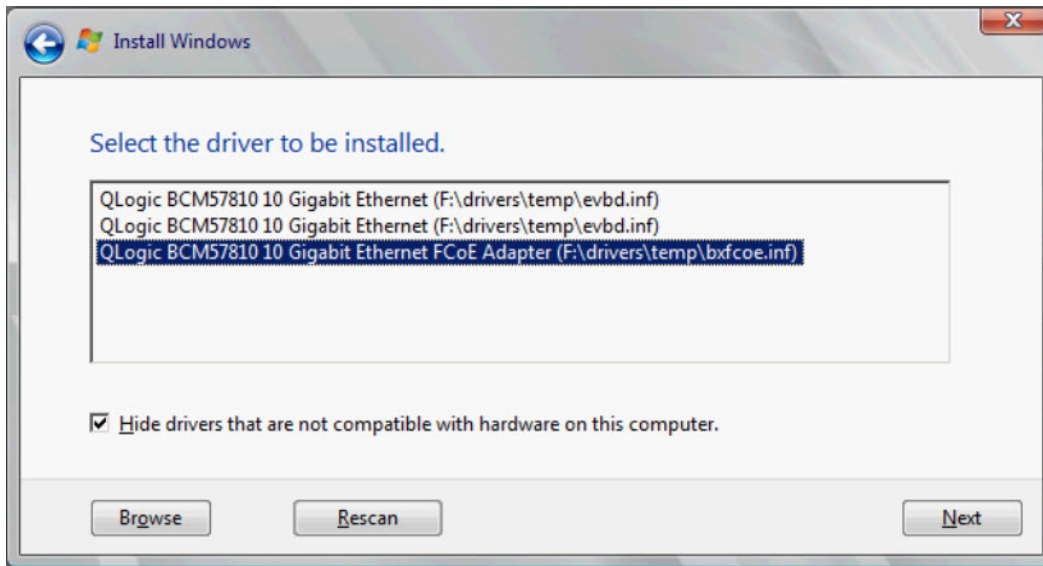 Install Windows
Select the driver to be installed.
QLogic BCM57810 10 Gigabit Ethernet (F:\drivers\temp\evbd.inf)
QLogic BCM57810 10 Gigabit Ethernet (F:\drivers\temp\evbd.inf)
QLogic BCM57810 10 Gigabit Ethernet FCoE Adapter (F:\drivers\temp\bxfcoe.inf)
Hide drivers that are not compatible with hardware on this computer.
Browse Rescan Next